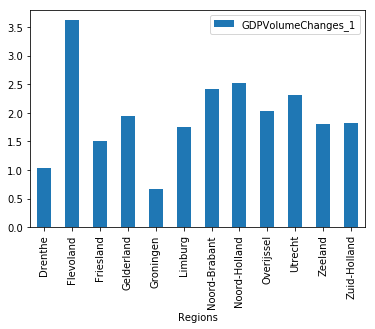 GDPVolumeChanges_1
3.5
3.0
2.5
2.0
1.5
1.0
0.5
0.0
Drenthe
Flevoland
Friesland
Gelderland
Groningen
Limburg
Noord-Brabant
Noord-Holland
Overijssel
Utrecht
Zeeland
Zuid-Holland
Regions